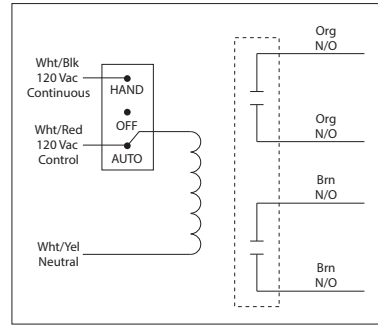 Wht/Blk
120 Vac
Continuous
HAND
OFF
Wht/Red
120 Vac
Control
AUTO
Wht/Yel
Neutral
Org
N/O
Org
N/O
Brn
N/O
Brn
N/O